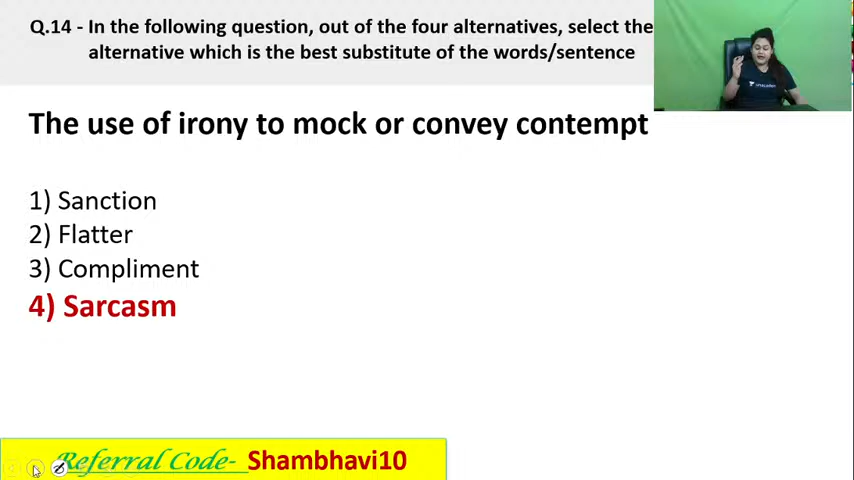 Q.14 - In the following question, out of the four alternatives, select the
alternative which is the best substitute of the words/sentence
The use of irony to mock or convey contempt
1) Sanction
2) Flatter
3) Compliment
4) Sarcasm
Referral Code- Shambhavi10